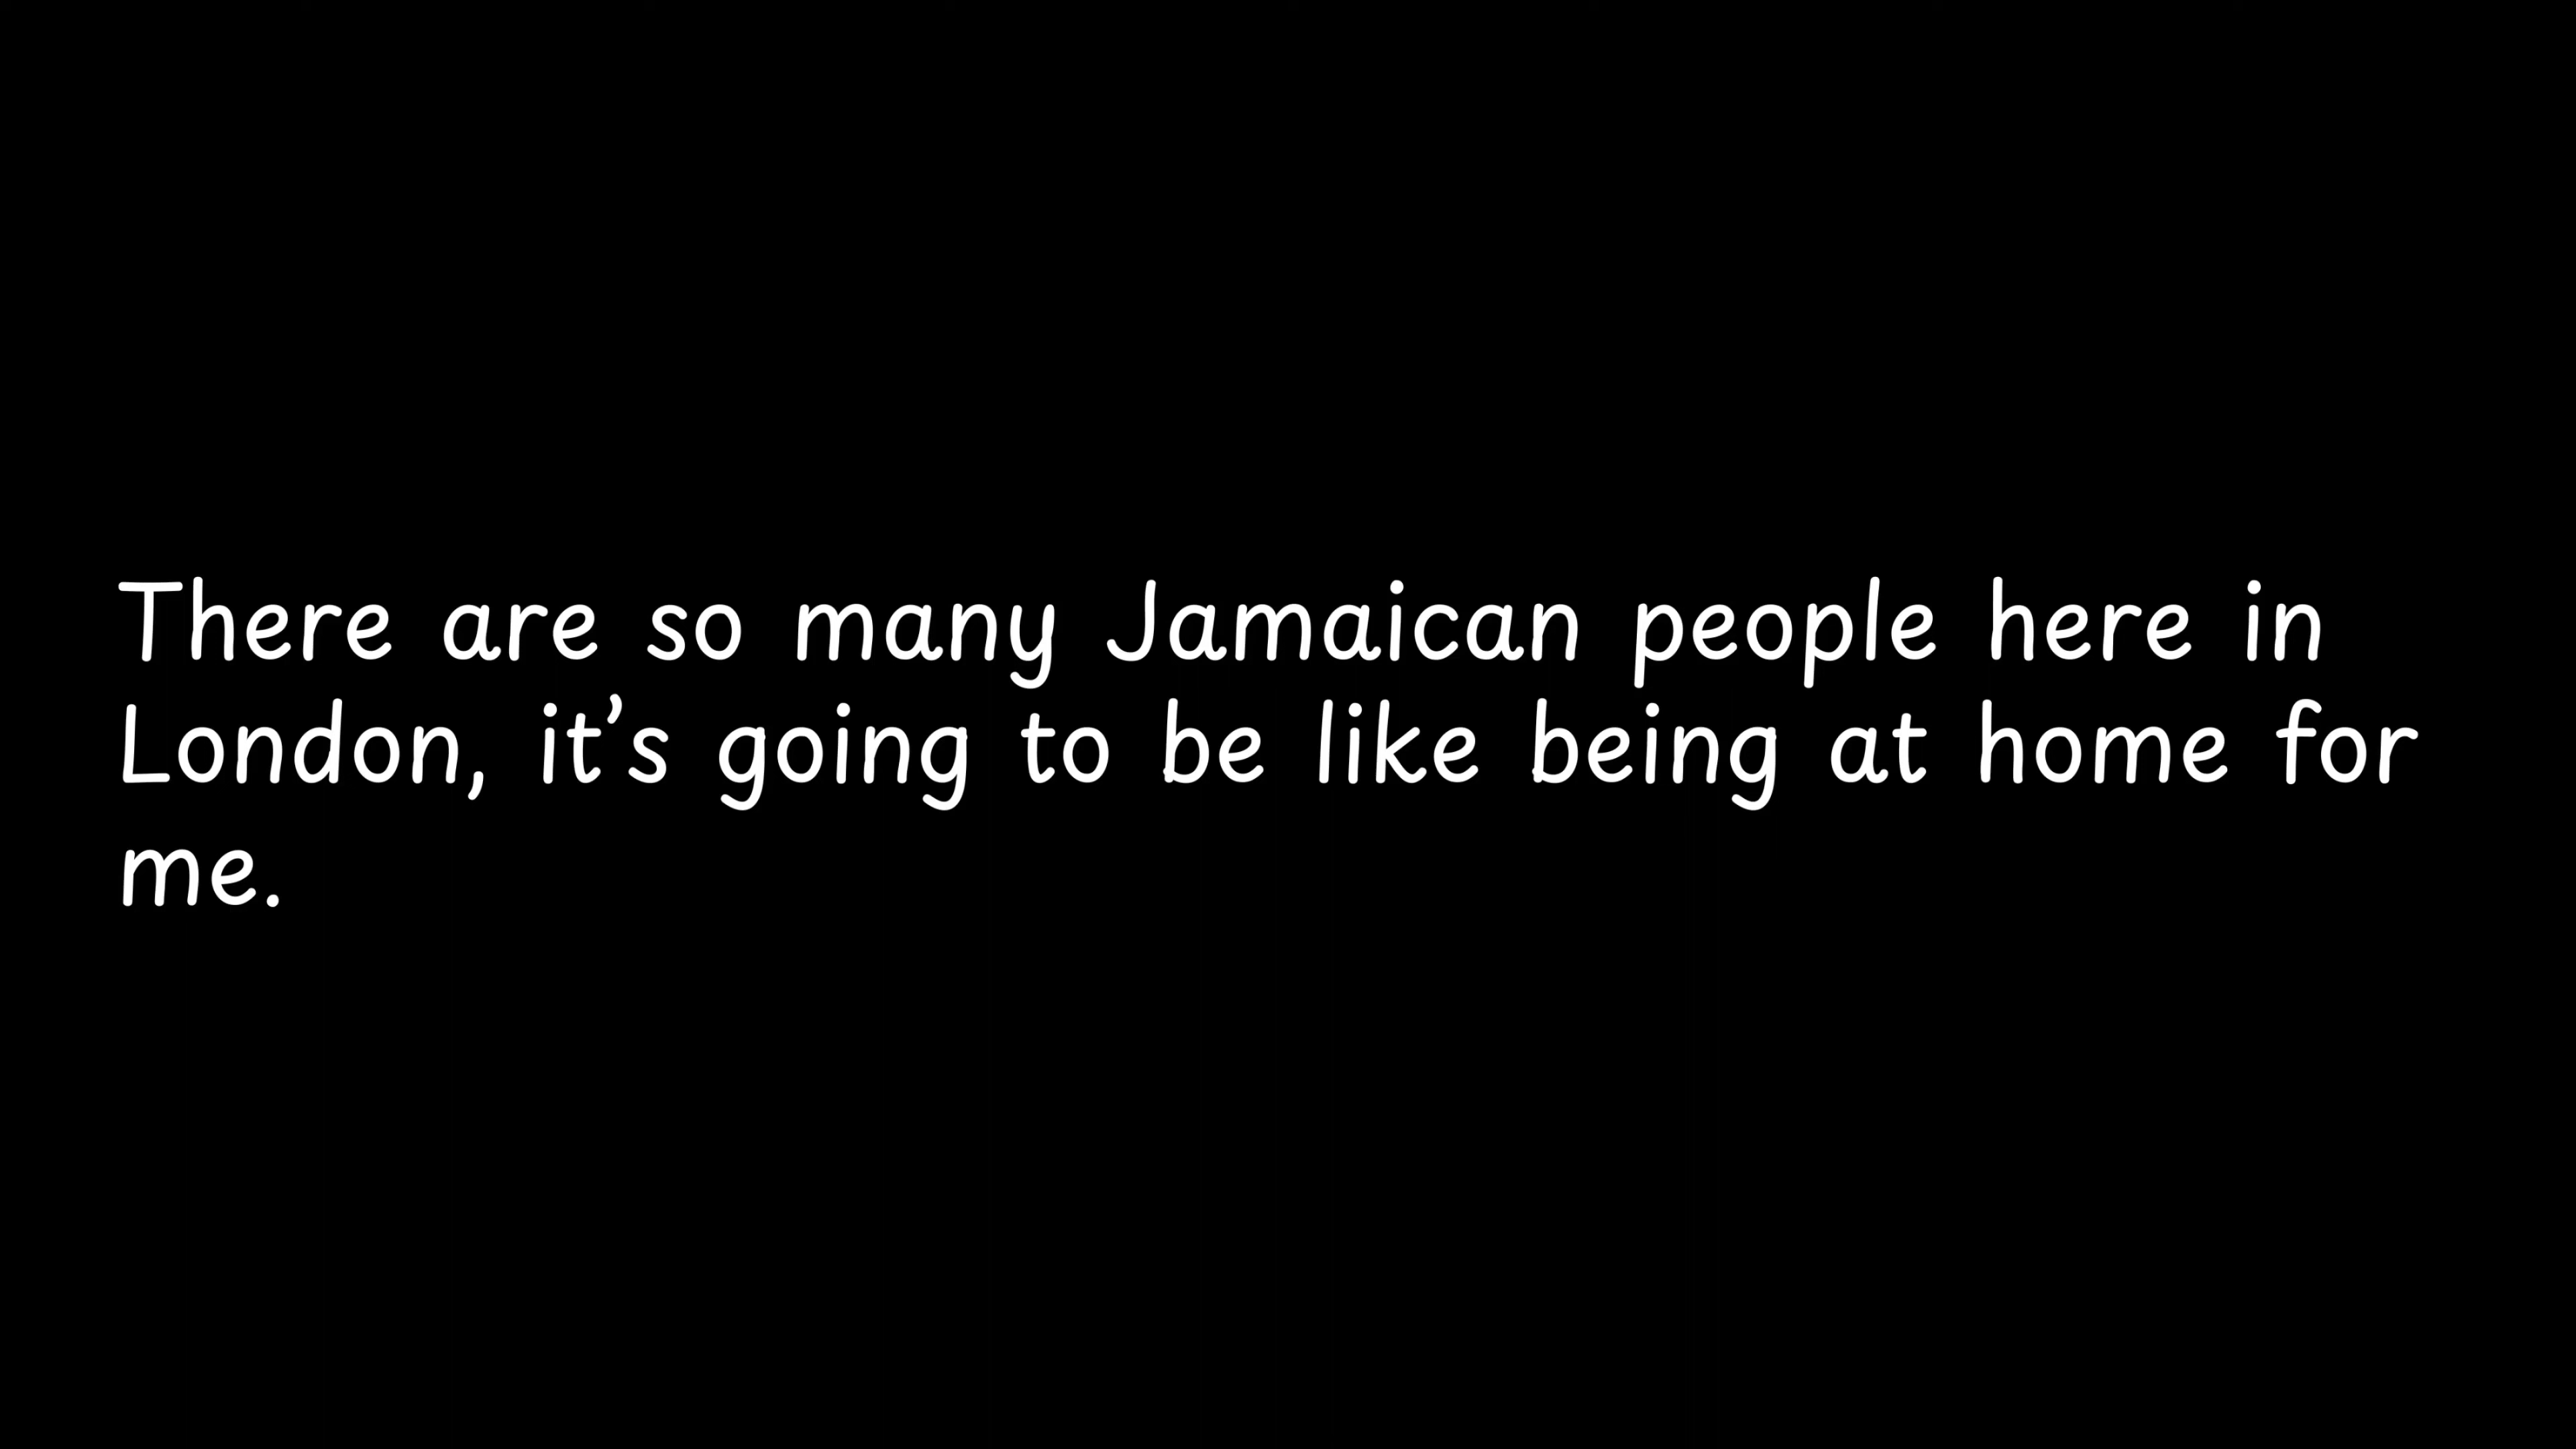 There are so many Jamaican people here in
London, it’s going to be like being at home for
me.